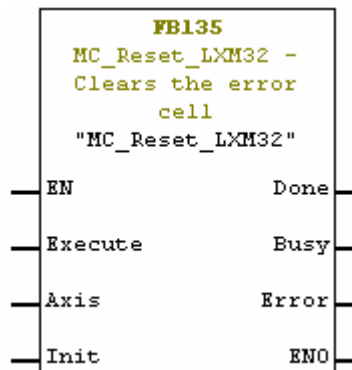 FB135
MC_Reset_LXM32 -
Clears the error
cell
"MC_Reset_LXM32"
EN Done
Execute Busy
Axis Error
Init ENO